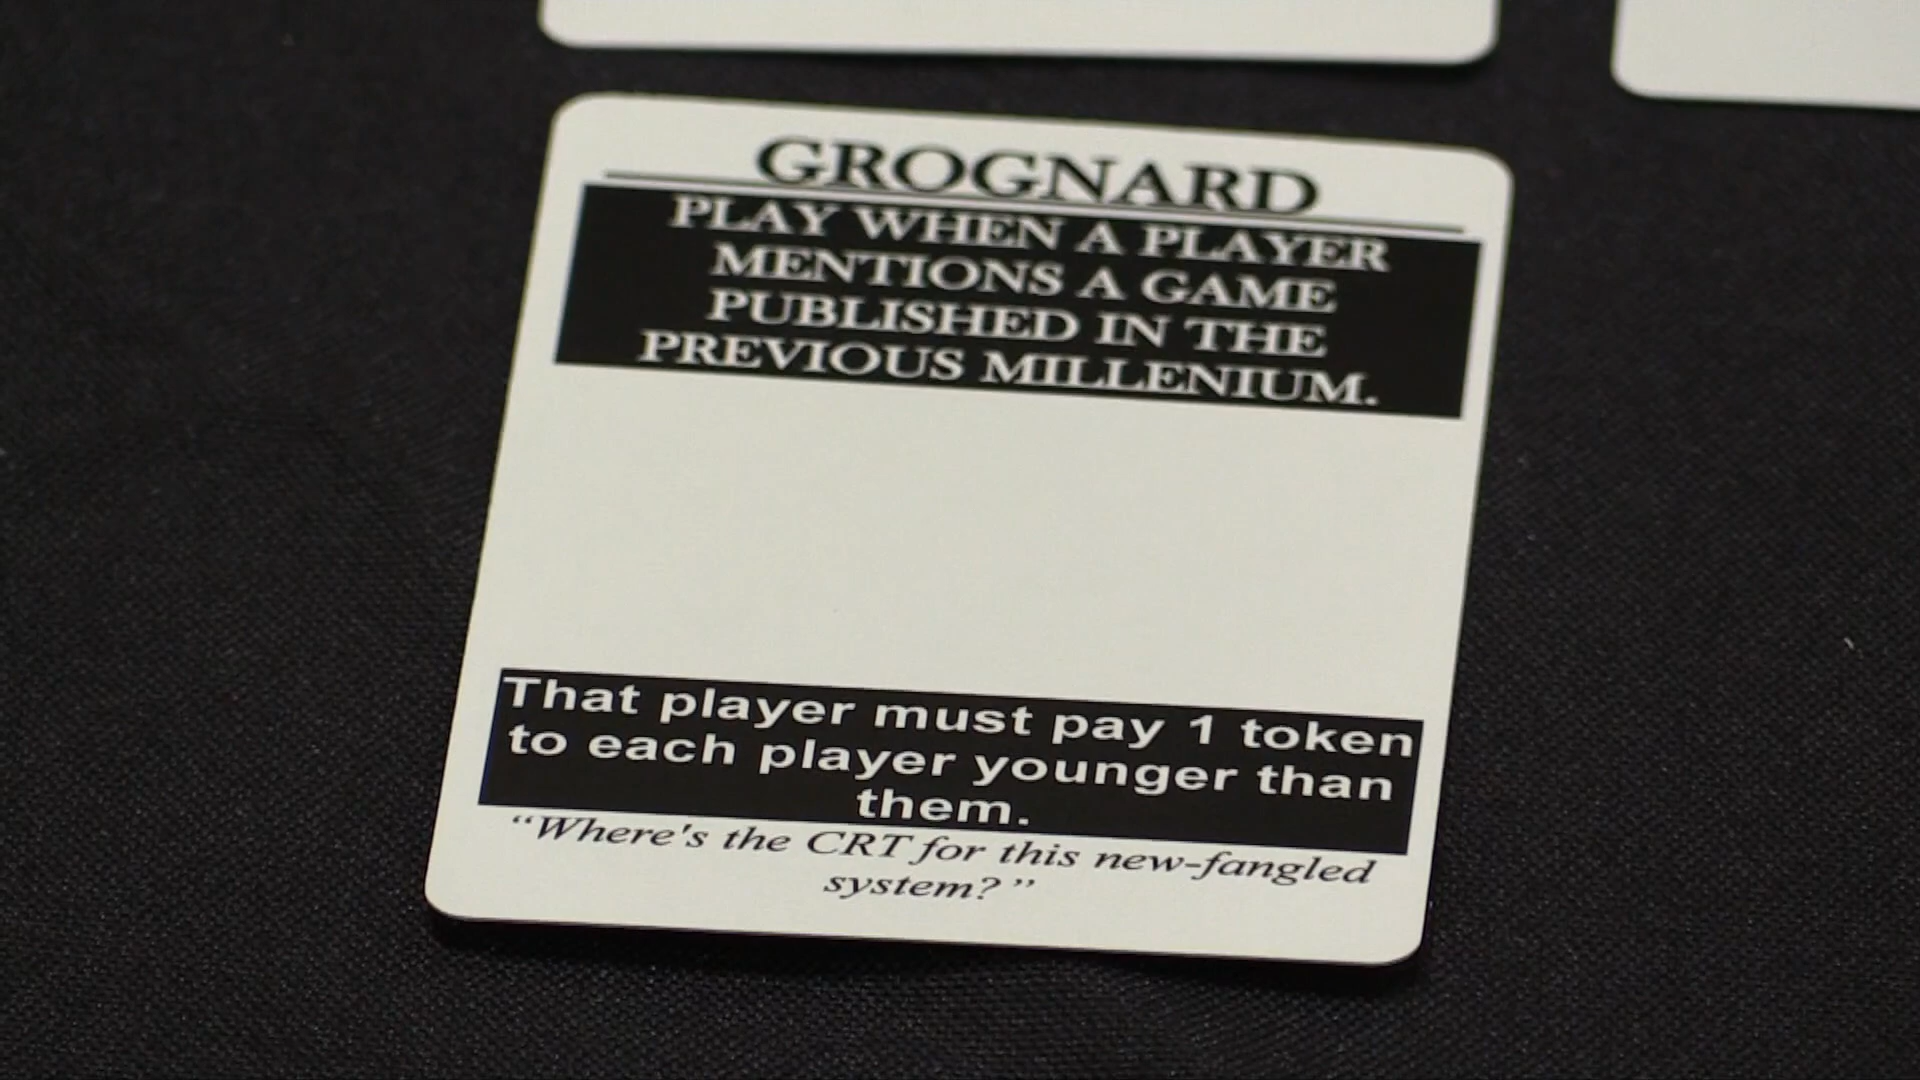 GROGNARD
PLAY WHEN A PLAYER
MENTIONS A GAME
PUBLISHED IN THE
PREVIOUS MILLENIUM.
That player must pay 1 token
to each player younger than
them.
“Where's the CRT for this new-fangled
system?”